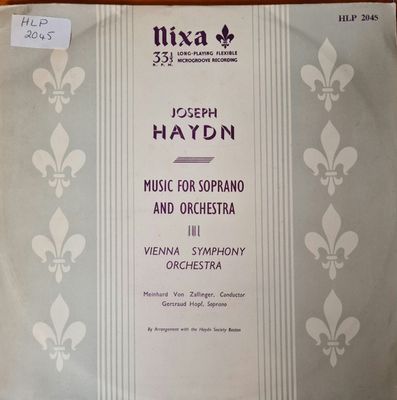 HLP
2045
nixa
HLP 2045
33⅓ LONG-PLAYING FLEXIBLE
R.P.M. MICROGROOVE RECORDING
JOSEPH
HAYDN
MUSIC FOR SOPRANO
AND ORCHESTRA
VIENNA SYMPHONY
ORCHESTRA
Meinhard Von Zallinger, Conductor
Gertraud Hopf, Soprano
By Arrangement with the Haydn Society Boston